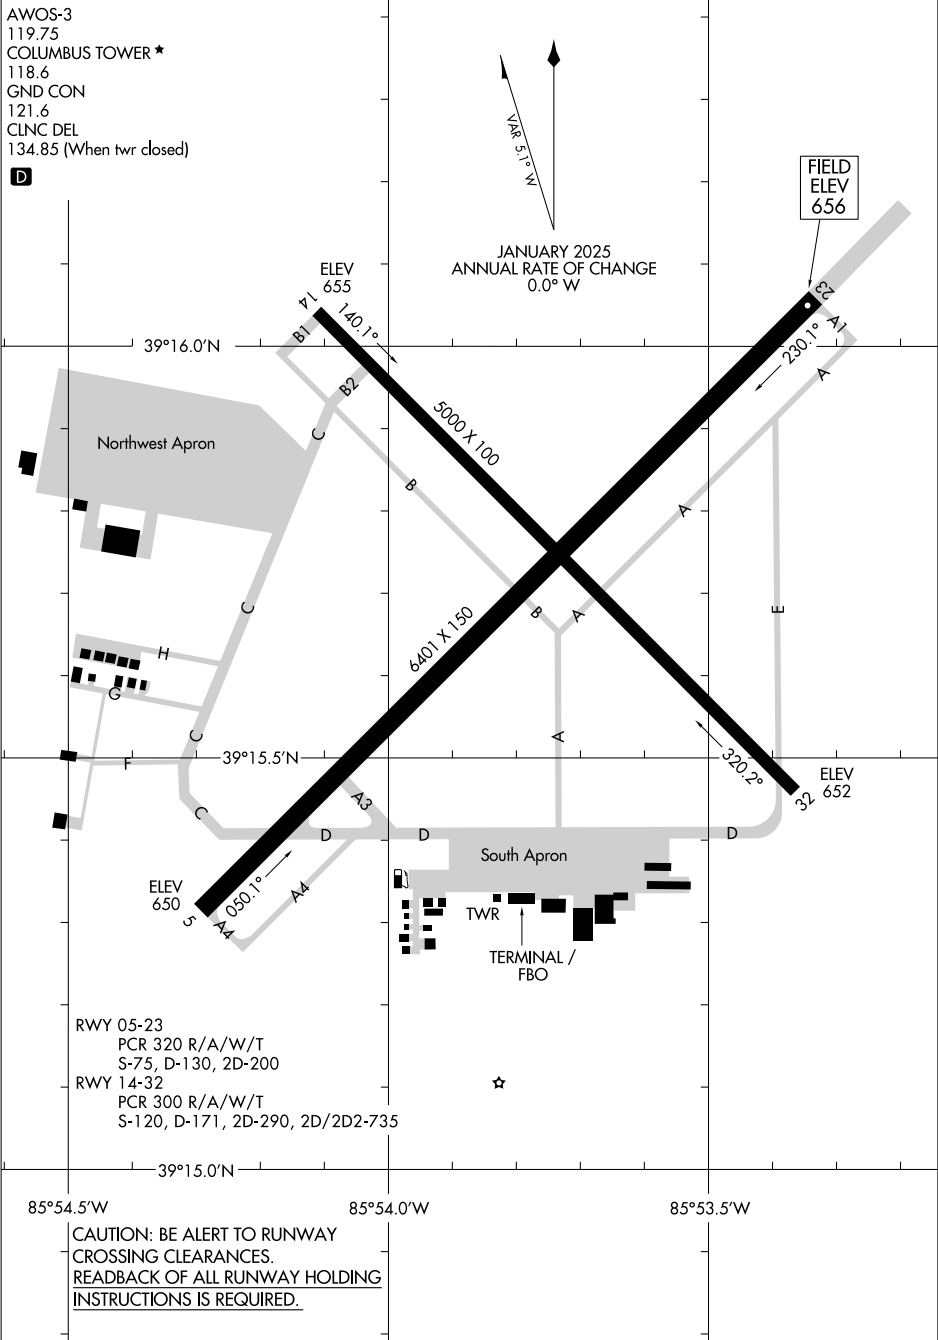 AWOS-3
119.75
COLUMBUS TOWER ★
118.6
GND CON
121.6
CLNC DEL
134.85 (When twr closed)
D
VAR 5.1° W
JANUARY 2025
ANNUAL RATE OF CHANGE
0.0° W
FIELD
ELEV
656
ELEV
655
14
140.1°
23
A1
230.1°
A
B1
39°16.0'N
B2
C
5000 X 100
Northwest Apron
B
A
C
B
A
E
6401 X 150
H
G
C
A
F
39°15.5'N
320.2°
ELEV
652
32
A3
C
D
D
D
South Apron
ELEV
650
050.1°
A4
5
A4
TWR
TERMINAL /
FBO
RWY 05-23
PCR 320 R/A/W/T
S-75, D-130, 2D-200
RWY 14-32
PCR 300 R/A/W/T
S-120, D-171, 2D-290, 2D/2D2-735
39°15.0'N
85°54.5'W
85°54.0'W
85°53.5'W
CAUTION: BE ALERT TO RUNWAY
CROSSING CLEARANCES.
READBACK OF ALL RUNWAY HOLDING
INSTRUCTIONS IS REQUIRED.